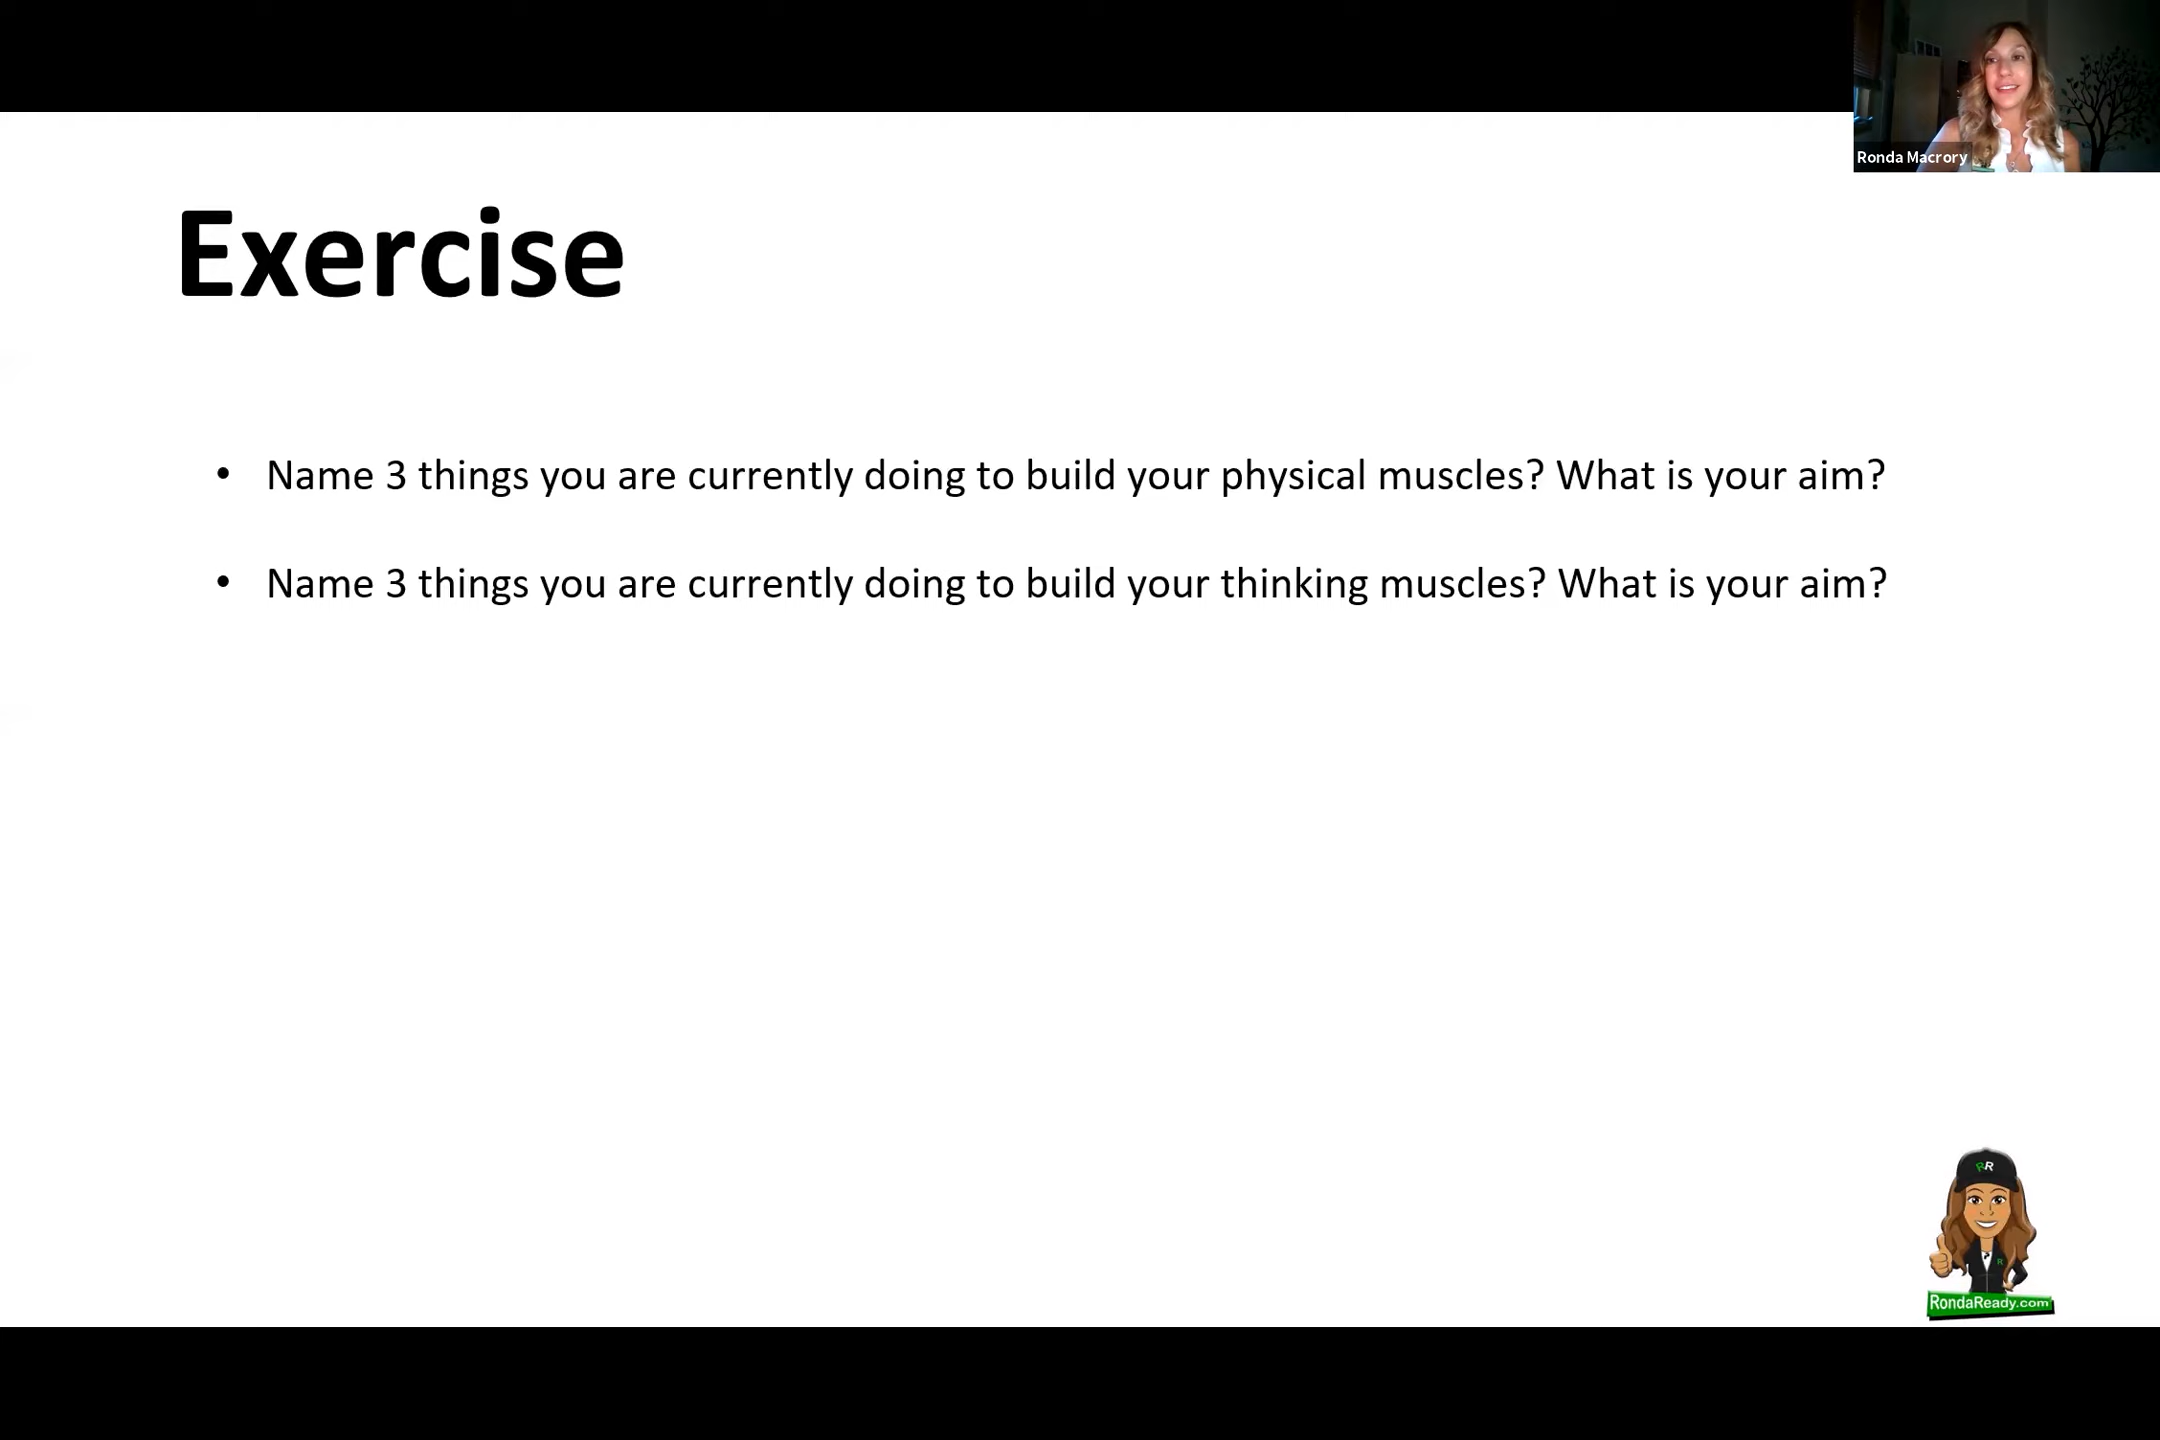 Ronda Macrory
Exercise
• Name 3 things you are currently doing to build your physical muscles? What is your aim?
• Name 3 things you are currently doing to build your thinking muscles? What is your aim?
RR
R
RondaReady.com